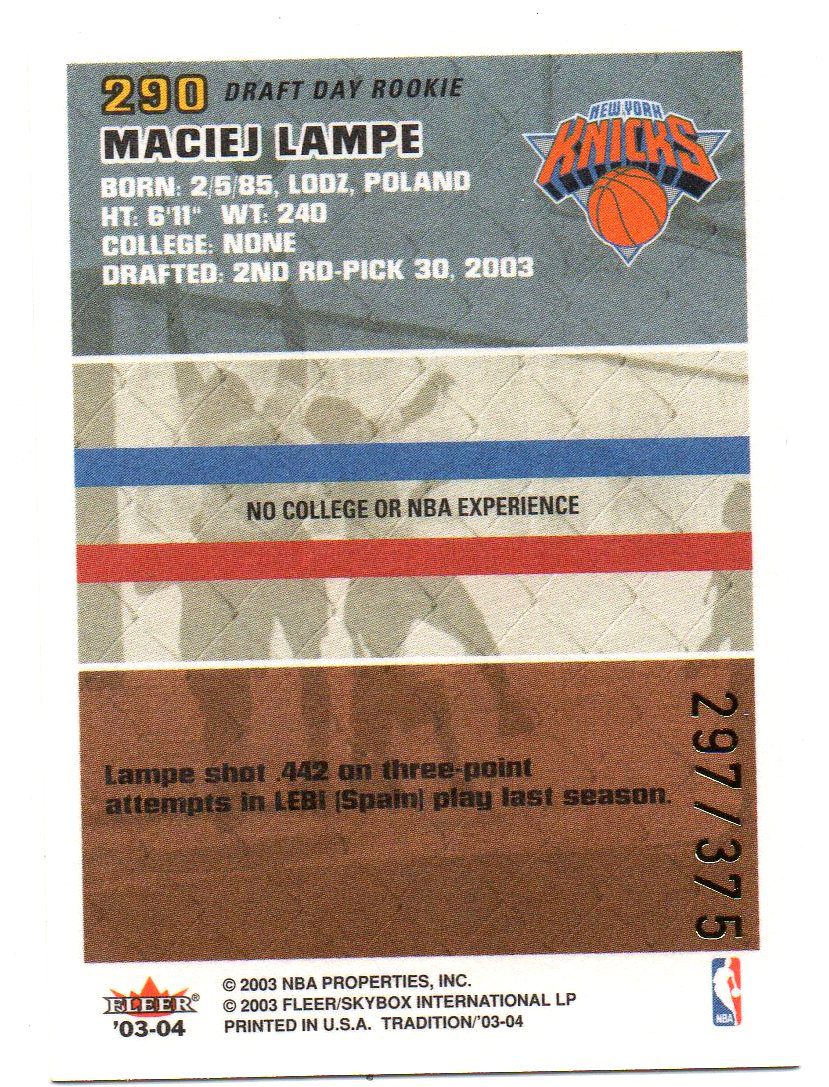 290 DRAFT DAY ROOKIE
NEW YORK
KNICKS
MACIEJ LAMPE
BORN: 2/5/85, LODZ, POLAND
HT: 6'11" WT: 240
COLLEGE: NONE
DRAFTED: 2ND RD-PICK 30, 2003
NO COLLEGE OR NBA EXPERIENCE
297/375
Lampe shot .442 on three-point
attempts in LEB1 (Spain) play last season.
FLEER®
'03-04
© 2003 NBA PROPERTIES, INC.
© 2003 FLEER/SKYBOX INTERNATIONAL LP
PRINTED IN U.S.A. TRADITION/'03-04
NBA